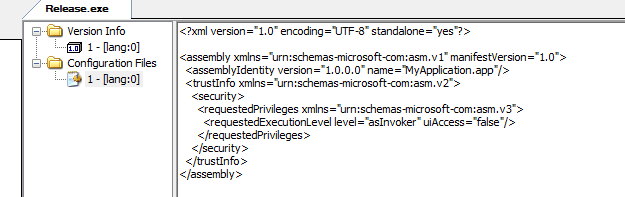 Release.exe
Version Info
1.0
1 - [lang:0]
Configuration Files
1 - [lang:0]
<?xml version="1.0" encoding="UTF-8" standalone="yes"?>
<assembly xmlns="urn:schemas-microsoft-com:asm.v1" manifestVersion="1.0">
<assemblyIdentity version="1.0.0.0" name="MyApplication.app"/>
<trustInfo xmlns="urn:schemas-microsoft-com:asm.v2">
<security>
<requestedPrivileges xmlns="urn:schemas-microsoft-com:asm.v3">
<requestedExecutionLevel level="asInvoker" uiAccess="false"/>
</requestedPrivileges>
</security>
</trustInfo>
</assembly>